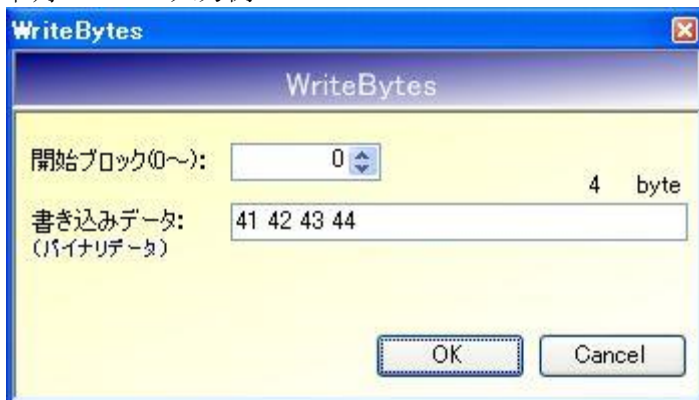 WriteBytes
WriteBytes
開始ブロック(0～): 0
4 byte
書き込みデータ: 41 42 43 44
(バイナリデータ)
OK Cancel